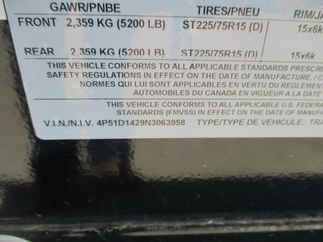 GAWR/PNBE TIRES/PNEU RIM/JA
FRONT 2,359 KG (5200 LB) ST225/75R15 (D) 15x6k
REAR 2,359 KG (5200 LB) ST225/75R15 (D) 15x6k
THIS VEHICLE CONFORMS TO ALL APPLICABLE STANDARDS PRESCR
SAFETY REGULATIONS IN EFFECT ON THE DATE OF MANUFACTURE / C
NORMES QUI LUI SONT APPLICABLES EN VERTU DU REGLEMENT
AUTOMOBILES DU CANADA EN VIGUEUR A LA DATE
THIS VEHICLE CONFORMS TO ALL APPLICABLE U.S. FEDERA
STANDARDS (FMVSS) IN EFFECT ON THE DATE OF MA
V.I.N./N.I.V. 4P51D1429N3063958 TYPE/TYPE DE VEHICULE: TRA